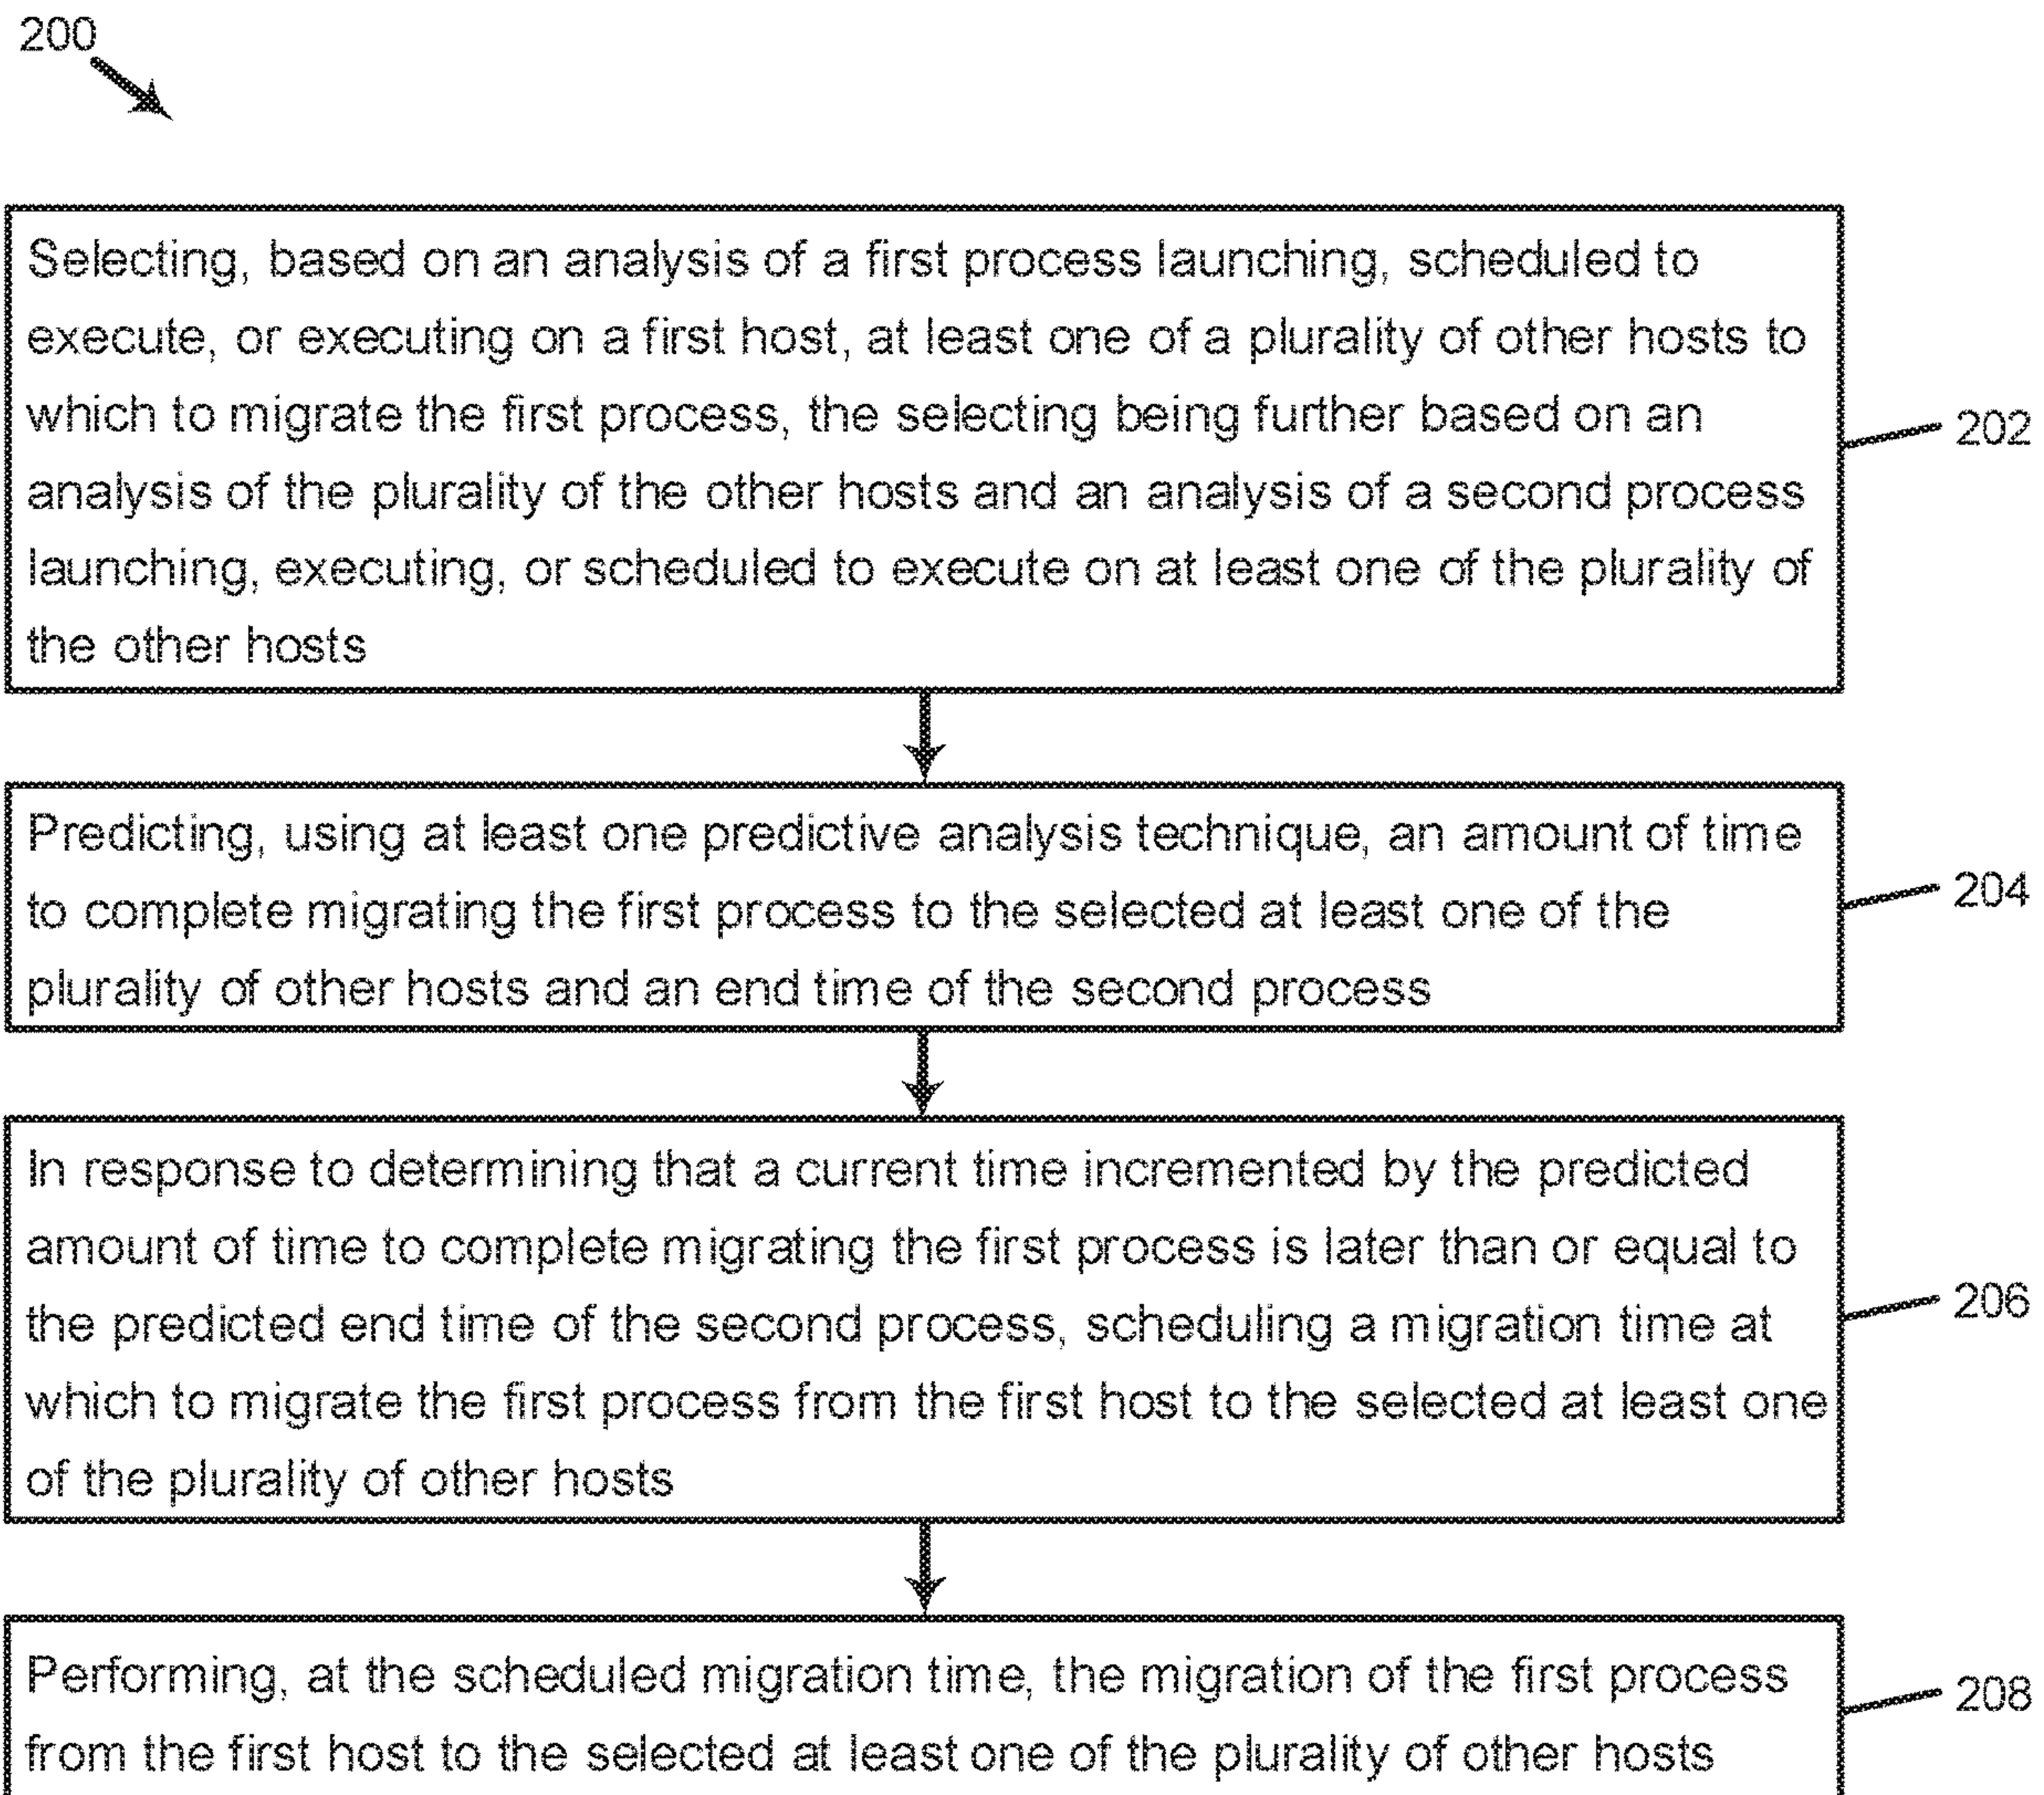 200
Selecting, based on an analysis of a first process launching, scheduled to
execute, or executing on a first host, at least one of a plurality of other hosts to
which to migrate the first process, the selecting being further based on an
analysis of the plurality of the other hosts and an analysis of a second process
launching, executing, or scheduled to execute on at least one of the plurality of
the other hosts
202
Predicting, using at least one predictive analysis technique, an amount of time
to complete migrating the first process to the selected at least one of the
plurality of other hosts and an end time of the second process
204
In response to determining that a current time incremented by the predicted
amount of time to complete migrating the first process is later than or equal to
the predicted end time of the second process, scheduling a migration time at
which to migrate the first process from the first host to the selected at least one
of the plurality of other hosts
206
Performing, at the scheduled migration time, the migration of the first process
from the first host to the selected at least one of the plurality of other hosts
208